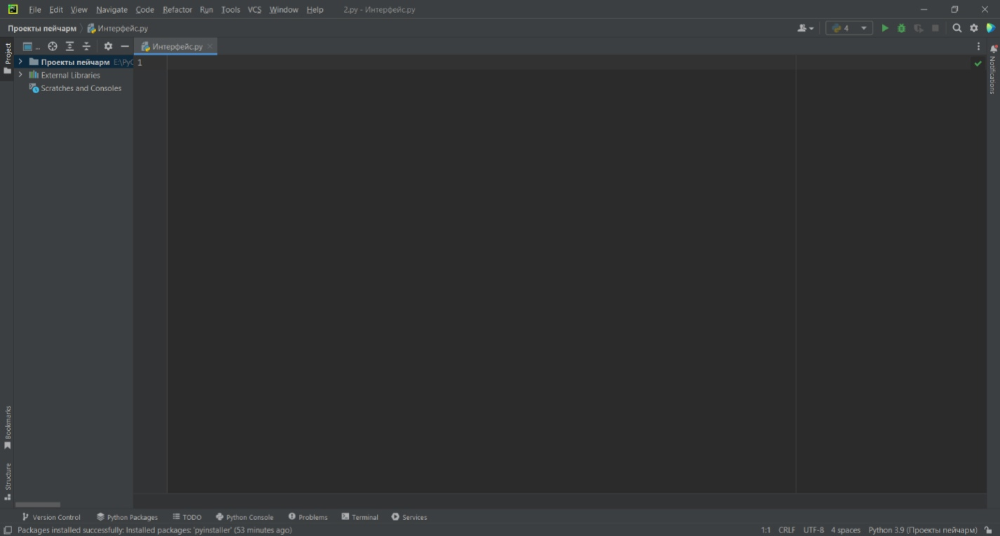 File Edit View Navigate Code Refactor Run Tools VCS Window Help 2.py - Интерфейс.py
Проекты пейчарм Интерфейс.py
4
Project
...
Интерфейс.py
Проекты пейчарм E:\PyC
1
External Libraries
Scratches and Consoles
Notifications
Bookmarks
Structure
Version Control Python Packages TODO Python Console Problems Terminal Services
Packages installed successfully: Installed packages: 'pyinstaller' (53 minutes ago) 1:1 CRLF UTF-8 4 spaces Python 3.9 (Проекты пейчарм)